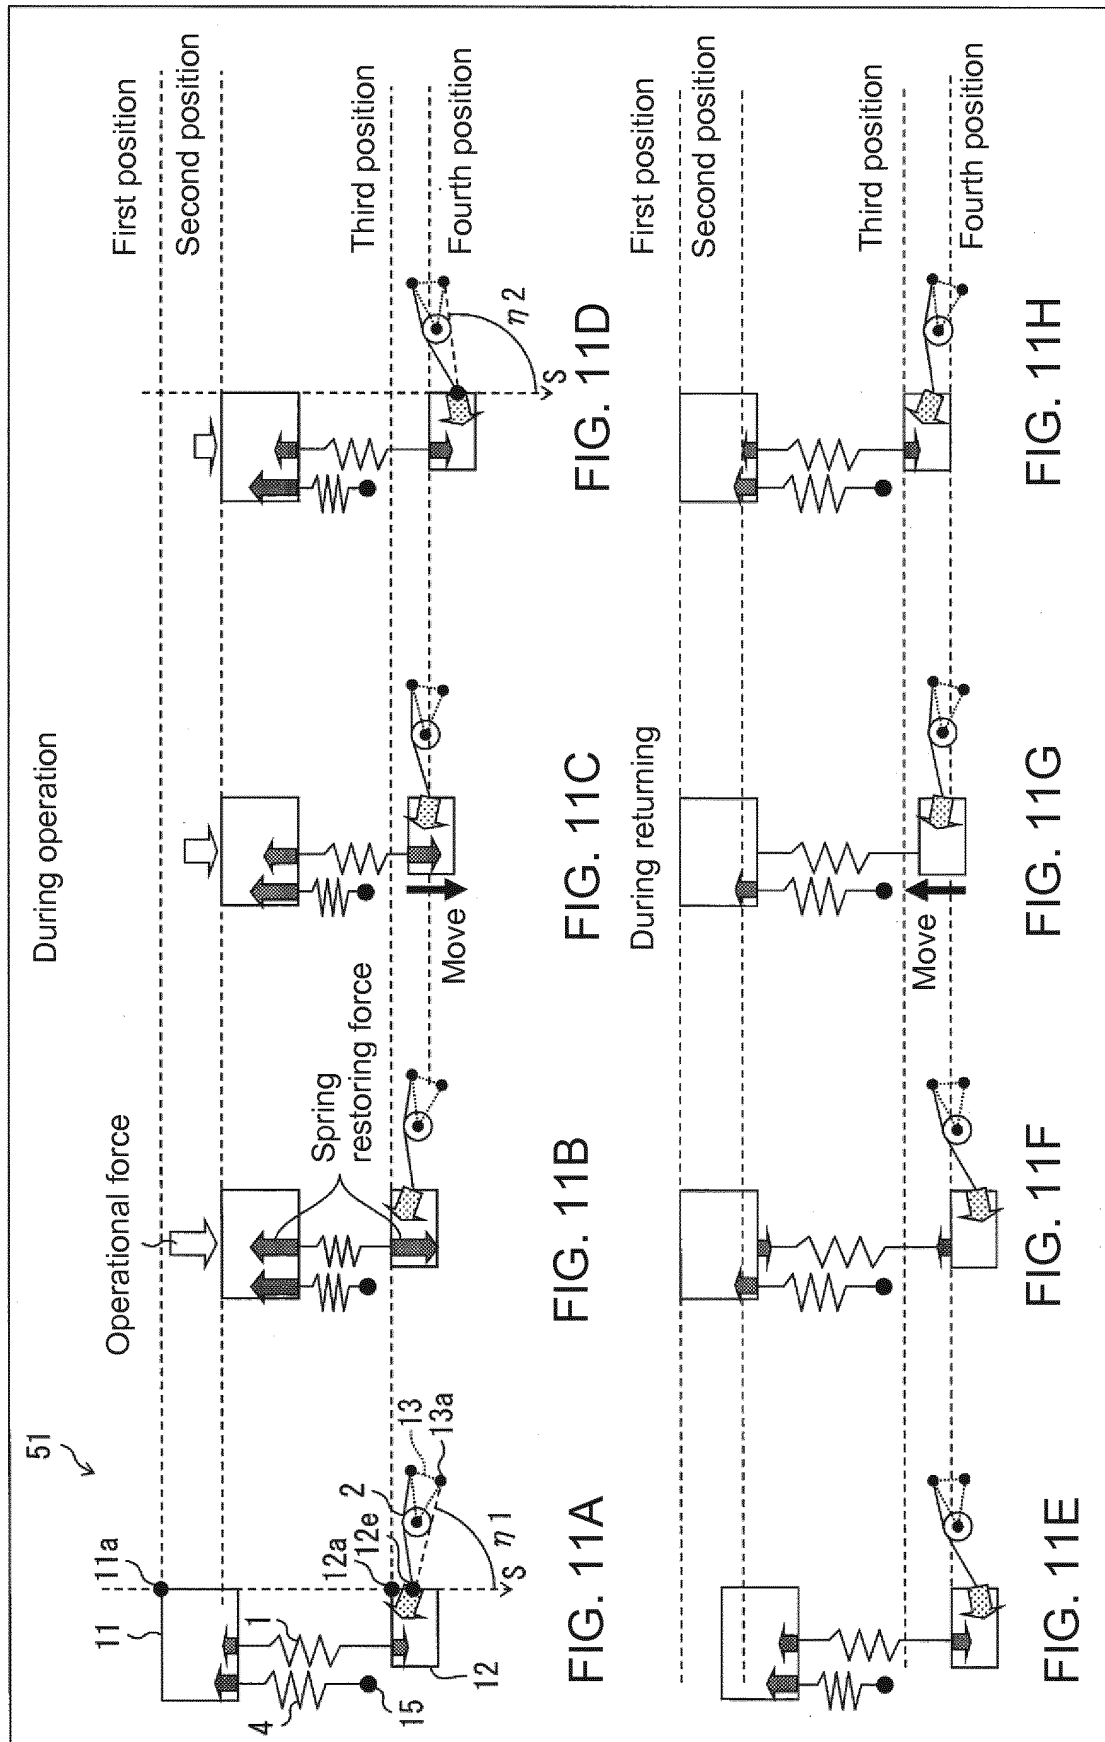 During operation
First position
Second position
Third position
Fourth position
Operational force
Spring
restoring force
Move
51
11a
11
1
4
12a
12e
2
13
13a
15
12
S
η1
S
η2
FIG. 11A
FIG. 11B
FIG. 11C
FIG. 11D
During returning
First position
Second position
Third position
Fourth position
Move
FIG. 11E
FIG. 11F
FIG. 11G
FIG. 11H